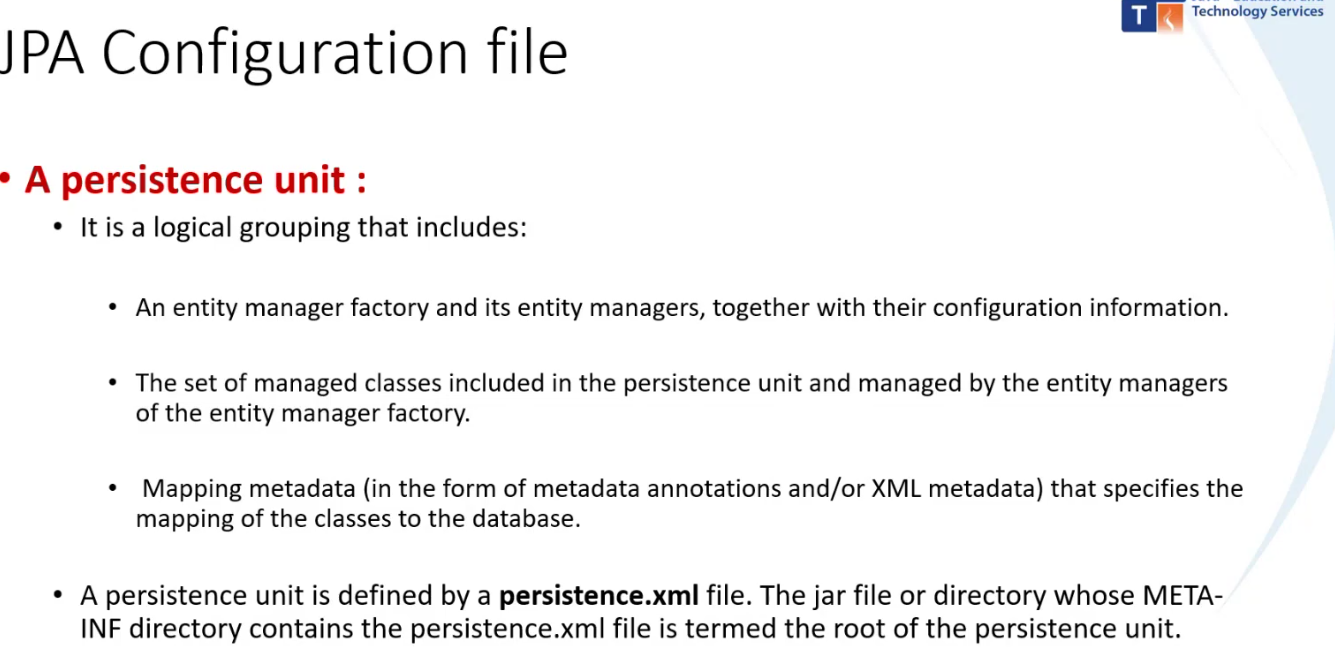 Technology Services
JPA Configuration file
• A persistence unit :
• It is a logical grouping that includes:
• An entity manager factory and its entity managers, together with their configuration information.
• The set of managed classes included in the persistence unit and managed by the entity managers
of the entity manager factory.
• Mapping metadata (in the form of metadata annotations and/or XML metadata) that specifies the
mapping of the classes to the database.
• A persistence unit is defined by a persistence.xml file. The jar file or directory whose META-
INF directory contains the persistence.xml file is termed the root of the persistence unit.